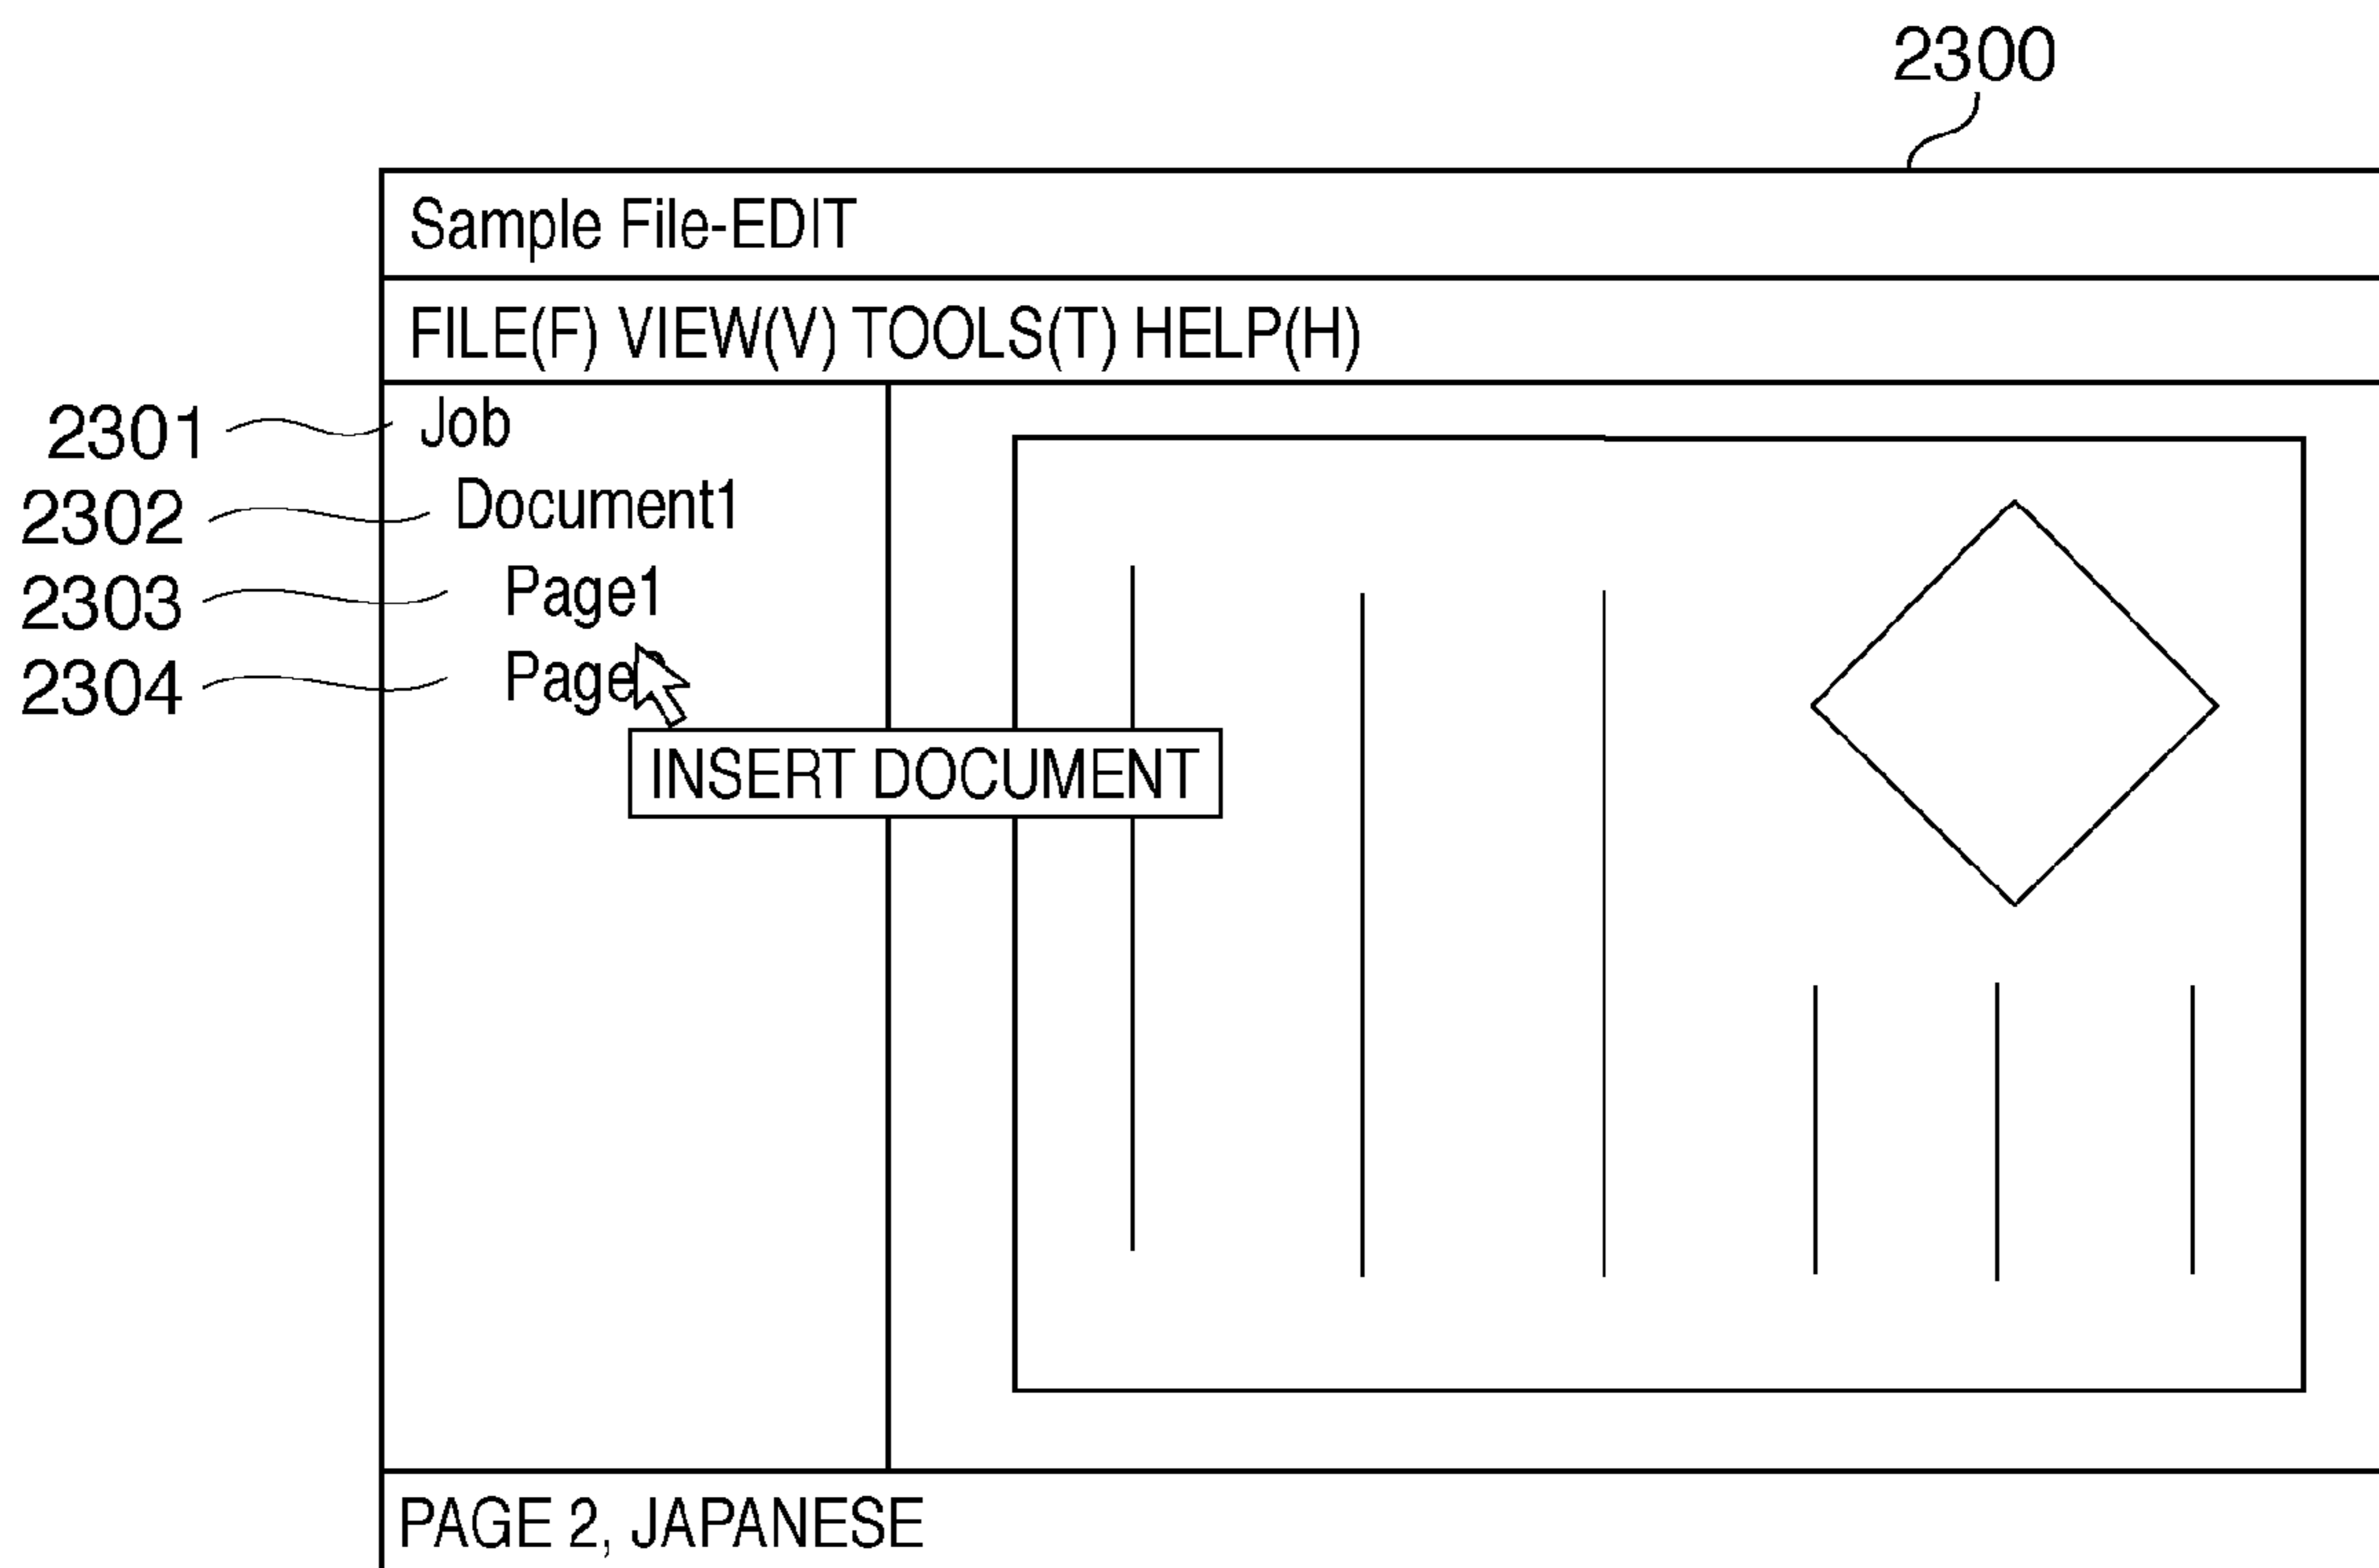 2300
Sample File-EDIT
FILE(F) VIEW(V) TOOLS(T) HELP(H)
2301 Job
2302 Document1
2303 Page1
2304 Page
INSERT DOCUMENT
PAGE 2, JAPANESE